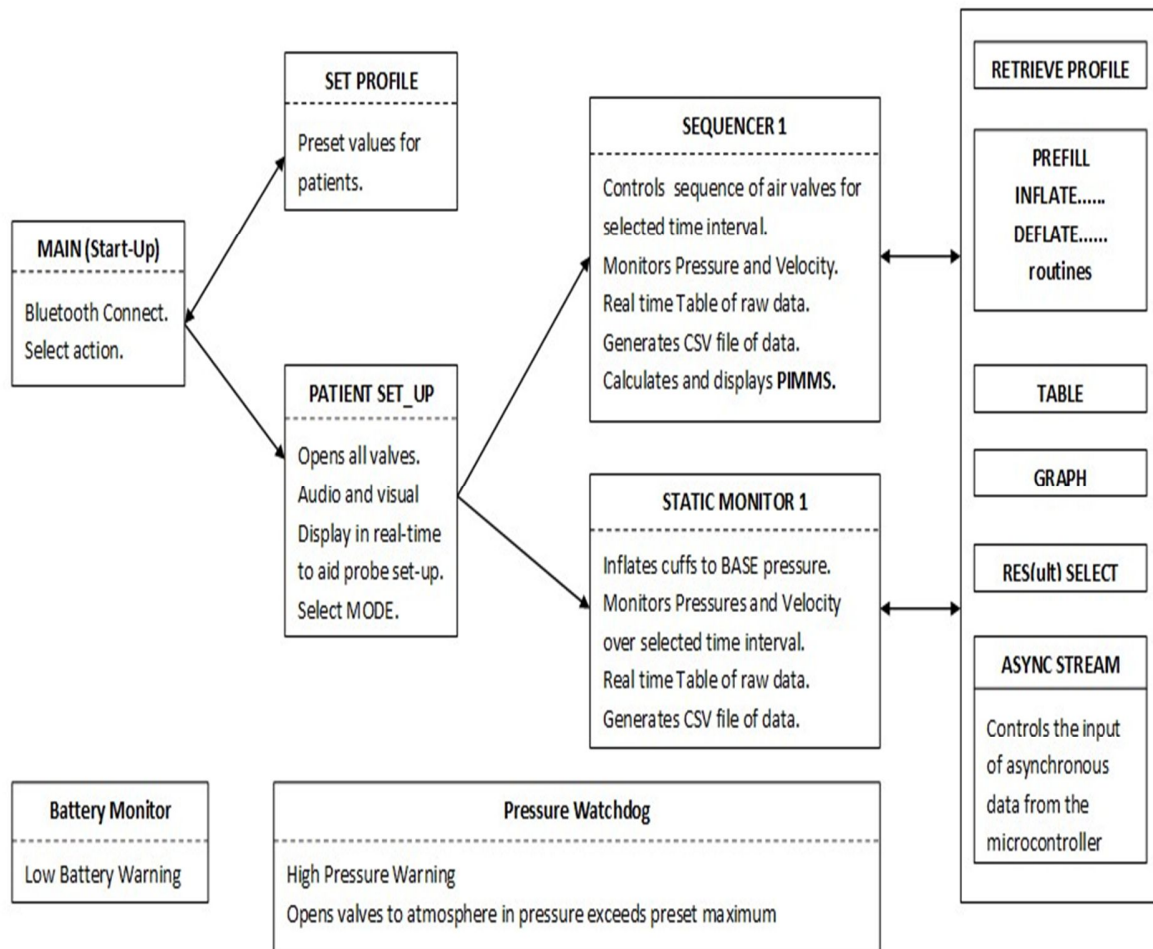 MAIN (Start-Up)
Bluetooth Connect.
Select action.
SET PROFILE
Preset values for
patients.
PATIENT SET_UP
Opens all valves.
Audio and visual
Display in real-time
to aid probe set-up.
Select MODE.
SEQUENCER 1
Controls sequence of air valves for
selected time interval.
Monitors Pressure and Velocity.
Real time Table of raw data.
Generates CSV file of data.
Calculates and displays PIMMS.
STATIC MONITOR 1
Inflates cuffs to BASE pressure.
Monitors Pressures and Velocity
over selected time interval.
Real time Table of raw data.
Generates CSV file of data.
RETRIEVE PROFILE
PREFILL
INFLATE......
DEFLATE......
routines
TABLE
GRAPH
RES(ult) SELECT
ASYNC STREAM
Controls the input
of asynchronous
data from the
microcontroller
Battery Monitor
Low Battery Warning
Pressure Watchdog
High Pressure Warning
Opens valves to atmosphere in pressure exceeds preset maximum